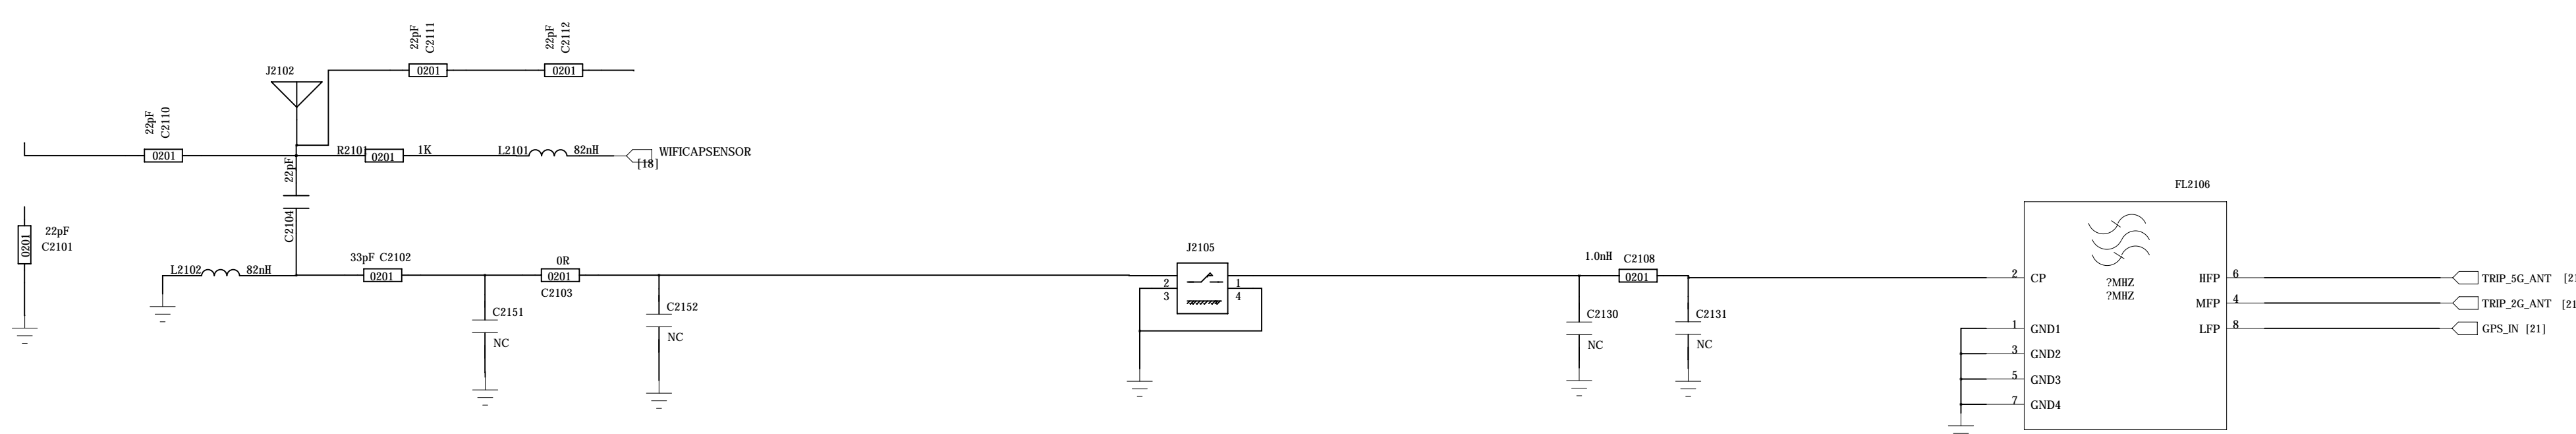 22pF
C2111
22pF
C2112
J2102
22pF
C2110
0201
0201
0201
R2101
0201
1K
L2101
82nH
WIFICAPSENSOR
[18]
22pF
C2104
0201
22pF
C2101
L2102
82nH
33pF C2102
0201
0R
0201
C2103
C2151
NC
C2152
NC
J2105
2
3
1
4
1.0nH
C2108
0201
C2130
NC
C2131
NC
FL2106
?MHZ
?MHZ
2
CP
1
GND1
3
GND2
5
GND3
7
GND4
HFP
6
TRIP_5G_ANT
MFP
4
TRIP_2G_ANT
[21
LFP
8
GPS_IN [21]